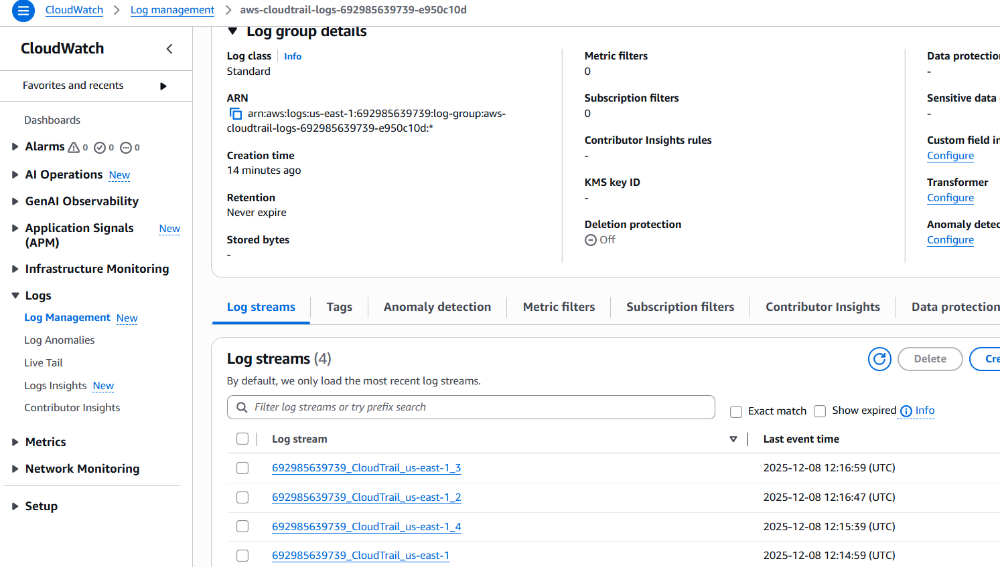 CloudWatch > Log management > aws-cloudtrail-logs-692985639739-e950c10d
CloudWatch
Favorites and recents
Dashboards
Alarms 0 0 0
AI Operations New
GenAI Observability
Application Signals New
(APM)
Infrastructure Monitoring
Logs
Log Management New
Log Anomalies
Live Tail
Logs Insights New
Contributor Insights
Metrics
Network Monitoring
Setup
Log group details
Log class Info
Standard
ARN
arn:aws:logs:us-east-1:692985639739:log-group:aws-
cloudtrail-logs-692985639739-e950c10d:*
Creation time
14 minutes ago
Retention
Never expire
Stored bytes
-
Metric filters
0
Subscription filters
0
Contributor Insights rules
-
KMS key ID
-
Deletion protection
Off
Data protection
-
Sensitive data
-
Custom field in
Configure
Transformer
Configure
Anomaly detec
Configure
Log streams Tags Anomaly detection Metric filters Subscription filters Contributor Insights Data protection
Log streams (4)
Delete
Cre
By default, we only load the most recent log streams.
Filter log streams or try prefix search
Exact match Show expired Info
Log stream Last event time
692985639739_CloudTrail_us-east-1_3 2025-12-08 12:16:59 (UTC)
692985639739_CloudTrail_us-east-1_2 2025-12-08 12:16:47 (UTC)
692985639739_CloudTrail_us-east-1_4 2025-12-08 12:15:39 (UTC)
692985639739_CloudTrail_us-east-1 2025-12-08 12:14:59 (UTC)